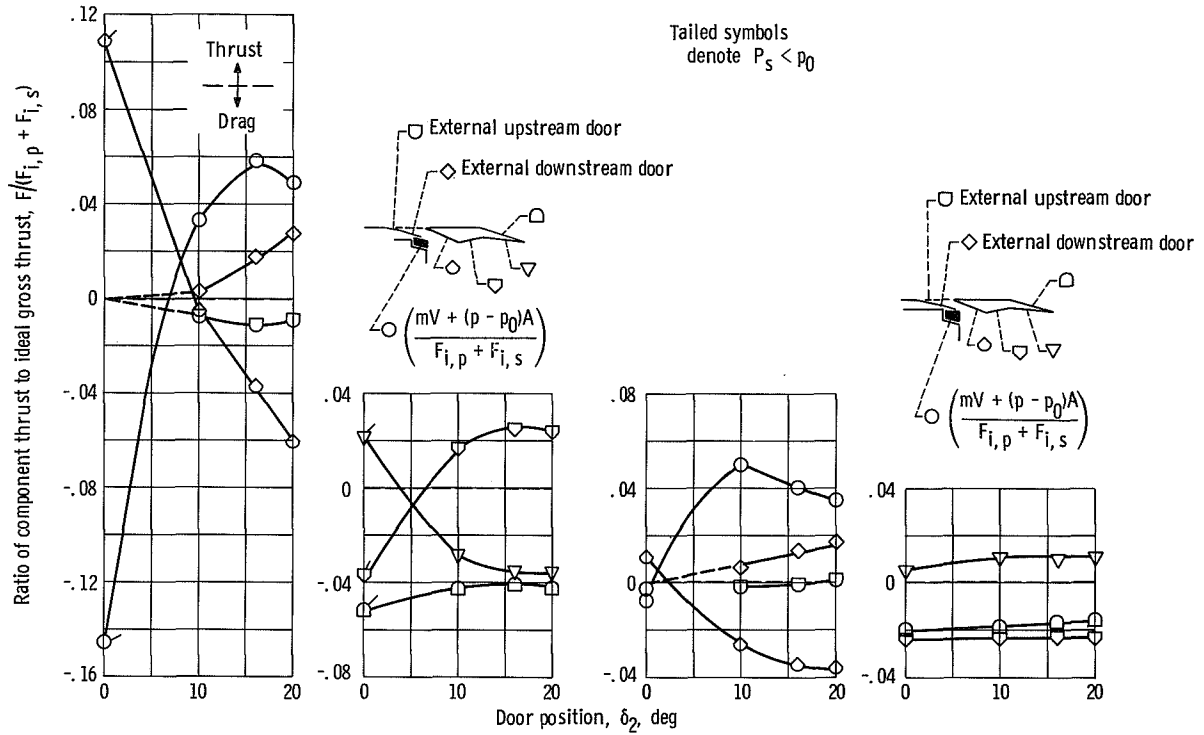 Tailed symbols
denote P_s < p_0
Thrust
Drag
External upstream door
External downstream door
(mV + (p - p_0)A / F_i,p + F_i,s)
External upstream door
External downstream door
(mV + (p - p_0)A / F_i,p + F_i,s)
Ratio of component thrust to ideal gross thrust, F/(F_i,p + F_i,s)
.12
.08
.04
0
-.04
-.08
-.12
-.16
0 10 20
.04
0
-.04
-.08
0 10 20
.08
.04
0
-.04
0 10 20
.04
0
-.04
0 10 20
Door position, δ_2, deg